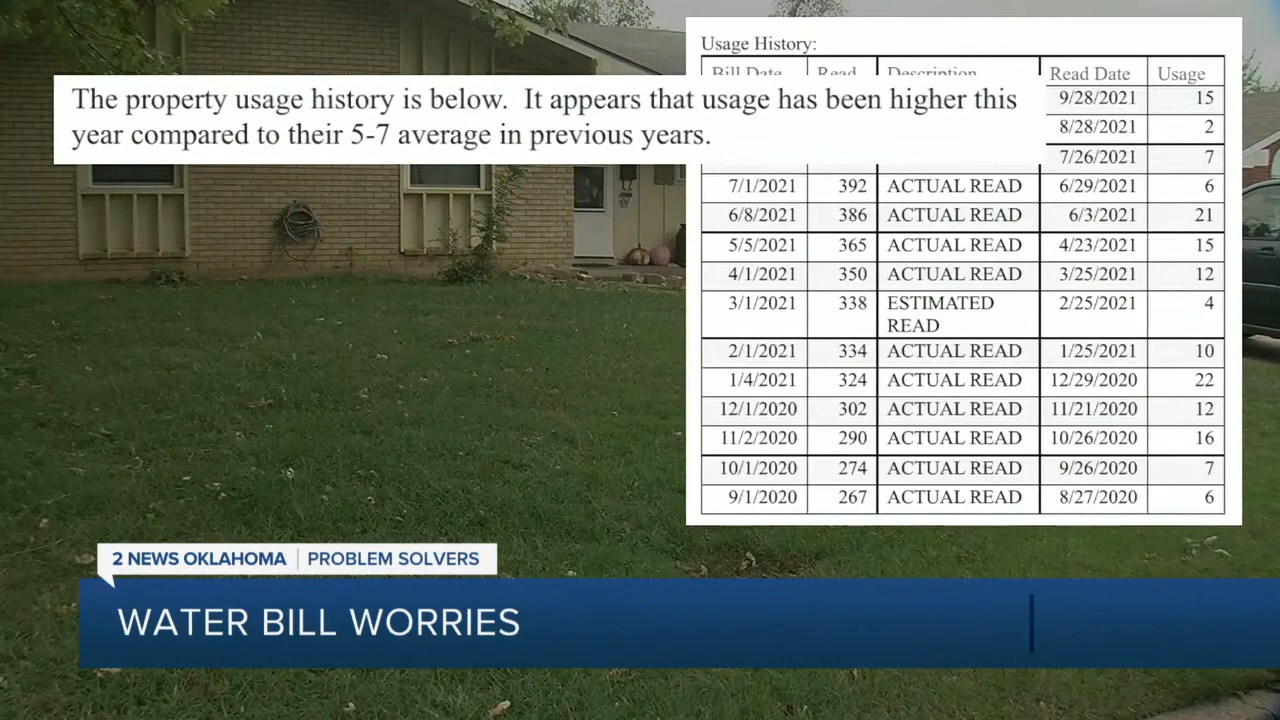 Usage History:
Bill Date Read Description Read Date Usage
The property usage history is below. It appears that usage has been higher this
year compared to their 5-7 average in previous years.
9/28/2021 15
8/28/2021 2
7/26/2021 7
7/1/2021 392 ACTUAL READ 6/29/2021 6
6/8/2021 386 ACTUAL READ 6/3/2021 21
5/5/2021 365 ACTUAL READ 4/23/2021 15
4/1/2021 350 ACTUAL READ 3/25/2021 12
3/1/2021 338 ESTIMATED 2/25/2021 4
READ
2/1/2021 334 ACTUAL READ 1/25/2021 10
1/4/2021 324 ACTUAL READ 12/29/2020 22
12/1/2020 302 ACTUAL READ 11/21/2020 12
11/2/2020 290 ACTUAL READ 10/26/2020 16
10/1/2020 274 ACTUAL READ 9/26/2020 7
9/1/2020 267 ACTUAL READ 8/27/2020 6
2 NEWS OKLAHOMA | PROBLEM SOLVERS
WATER BILL WORRIES